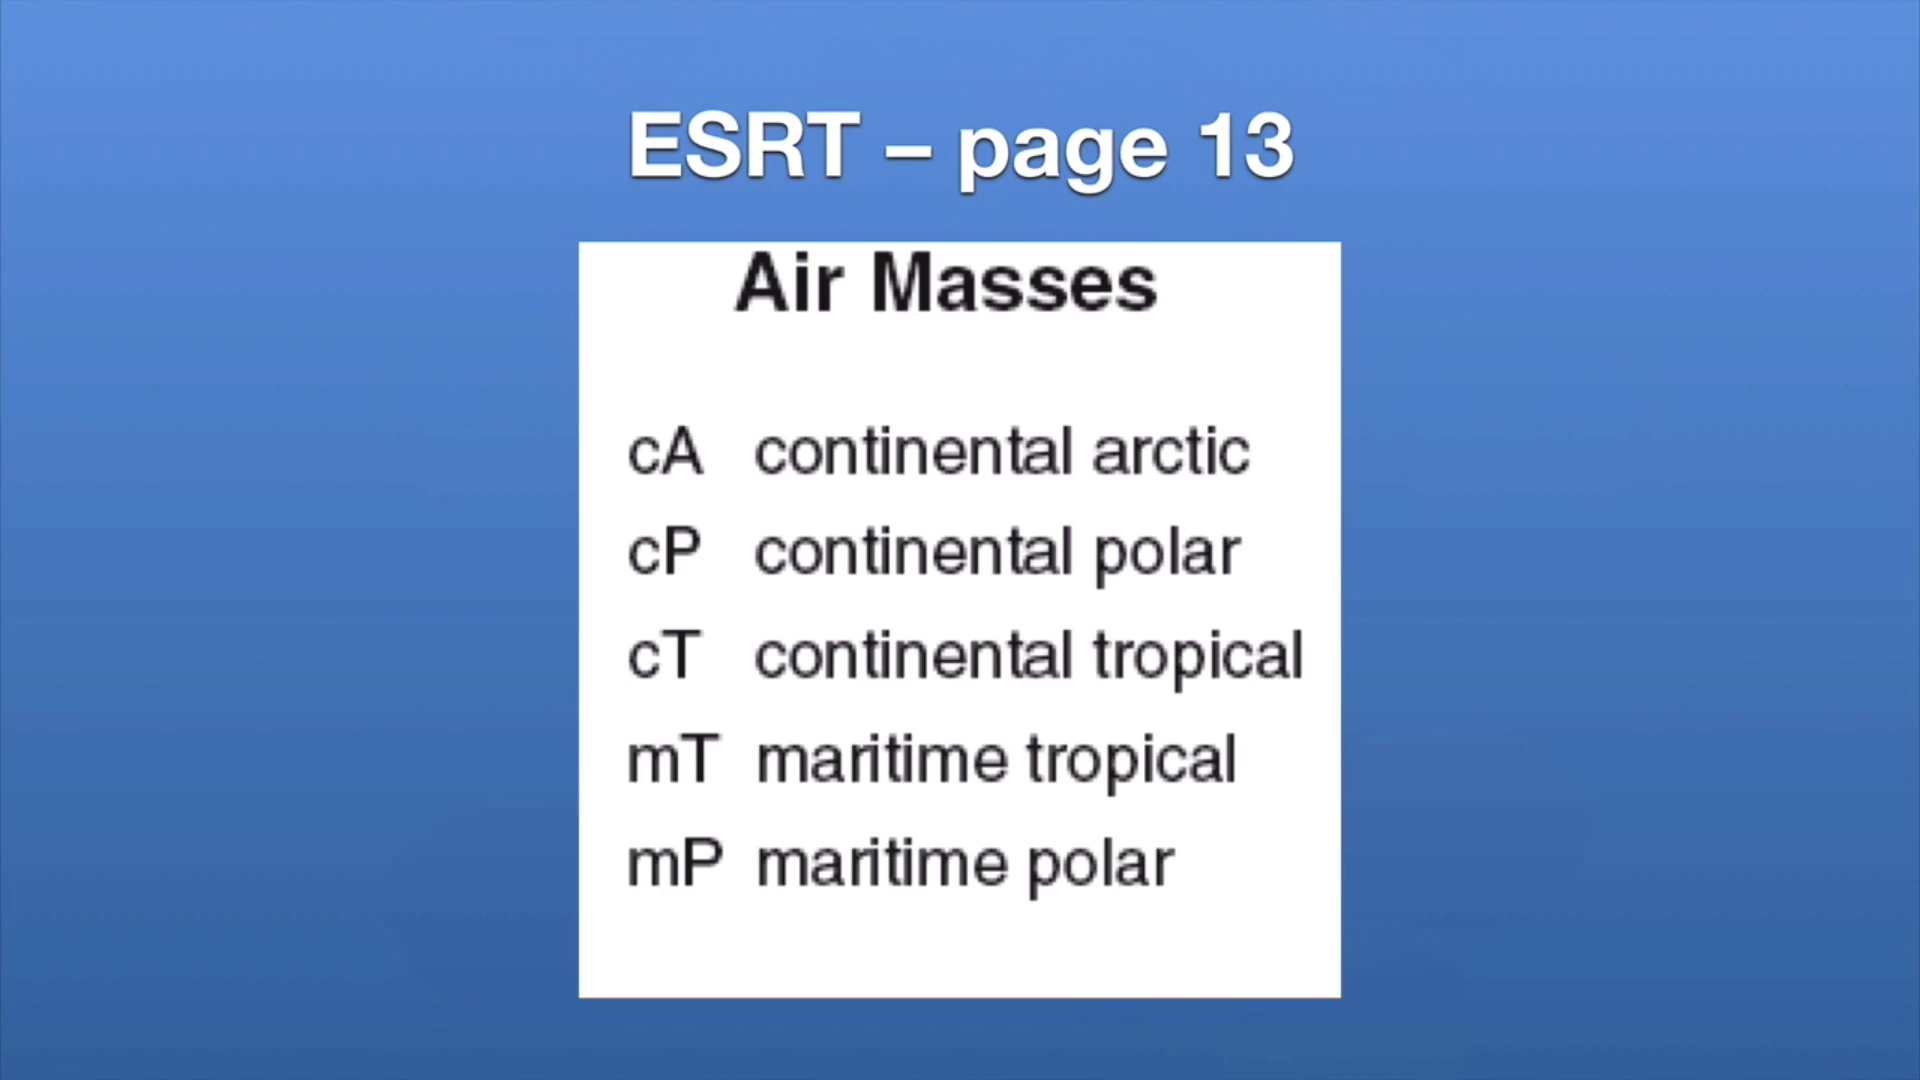 ESRT – page 13
Air Masses
cA continental arctic
cP continental polar
cT continental tropical
mT maritime tropical
mP maritime polar